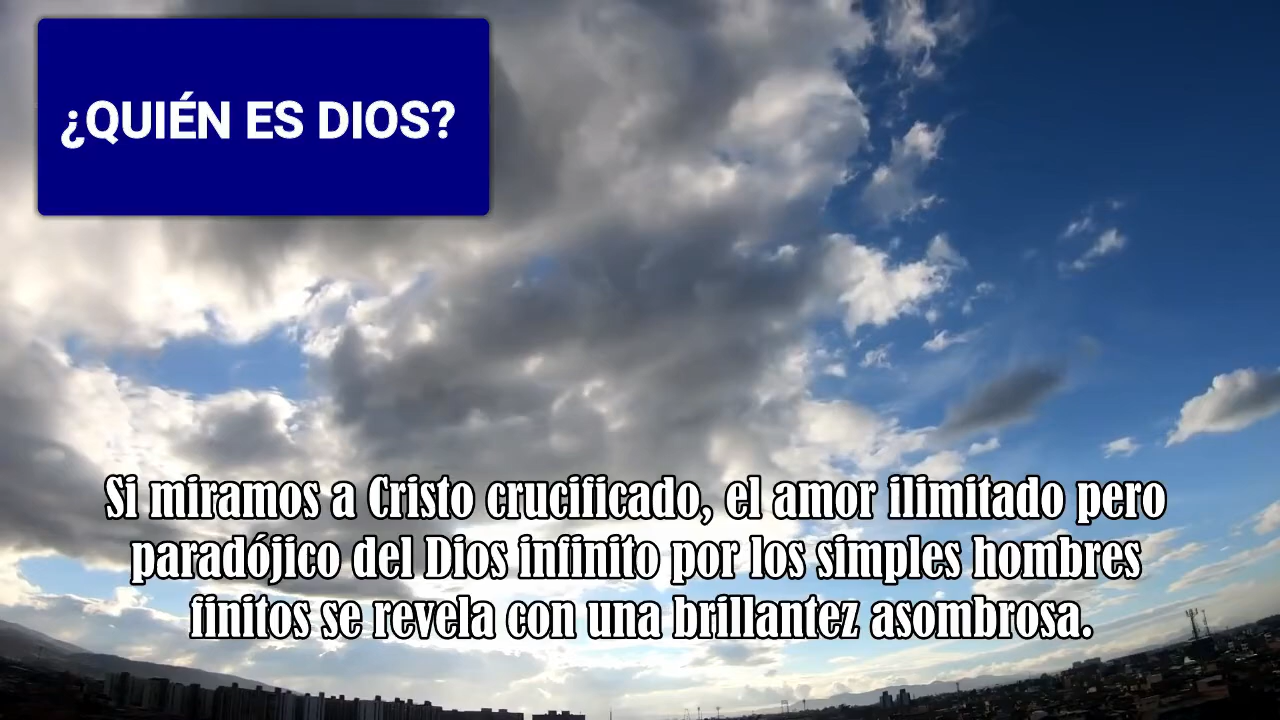 ¿QUIÉN ES DIOS?
Si miramos a Cristo crucificado, el amor ilimitado pero
paradójico del Dios infinito por los simples hombres
finitos se revela con una brillantez asombrosa.